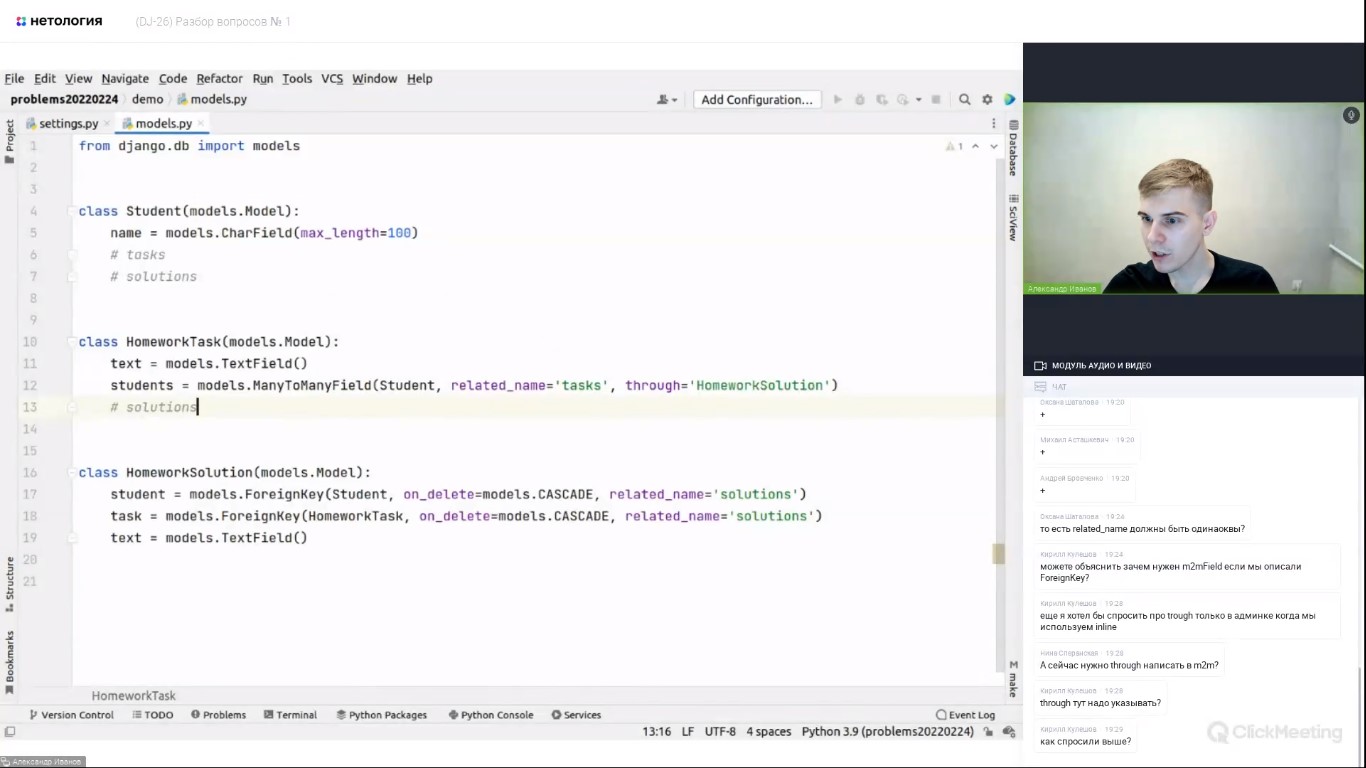 нетология
(DJ-26) Разбор вопросов № 1
File Edit View Navigate Code Refactor Run Tools VCS Window Help
problems20220224 demo models.py
Add Configuration...
settings.py models.py
Project
Database
SciView
make
Structure
Bookmarks
1 from django.db import models
1
2
3
4 class Student(models.Model):
5 name = models.CharField(max_length=100)
6 # tasks
7 # solutions
8
9
10 class HomeworkTask(models.Model):
11 text = models.TextField()
12 students = models.ManyToManyField(Student, related_name='tasks', through='HomeworkSolution')
13 # solutions
14
15
16 class HomeworkSolution(models.Model):
17 student = models.ForeignKey(Student, on_delete=models.CASCADE, related_name='solutions')
18 task = models.ForeignKey(HomeworkTask, on_delete=models.CASCADE, related_name='solutions')
19 text = models.TextField()
20
21
HomeworkTask
Version Control TODO Problems Terminal Python Packages Python Console Services Event Log
13:16 LF UTF-8 4 spaces Python 3.9 (problems20220224)
Александр Иванов
Александр Иванов
МОДУЛЬ АУДИО И ВИДЕО
ЧАТ
Оксана Шаталова 19:20
+
Михаил Асташкевич 19:20
+
Андрей Бравченко 19:20
+
Оксана Шаталова 19:24
то есть related_name должны быть одинаоквы?
Кирилл Кулешов 19:24
можете объяснить зачем нужен m2mField если мы описали
ForeignKey?
Кирилл Кулешов 19:28
еще я хотел бы спросить про trough только в админке когда мы
используем inline
Нина Сперанская 19:28
А сейчас нужно through написать в m2m?
Кирилл Кулешов 19:28
through тут надо указывать?
Кирилл Кулешов 19:29
как спросили выше?
ClickMeeting